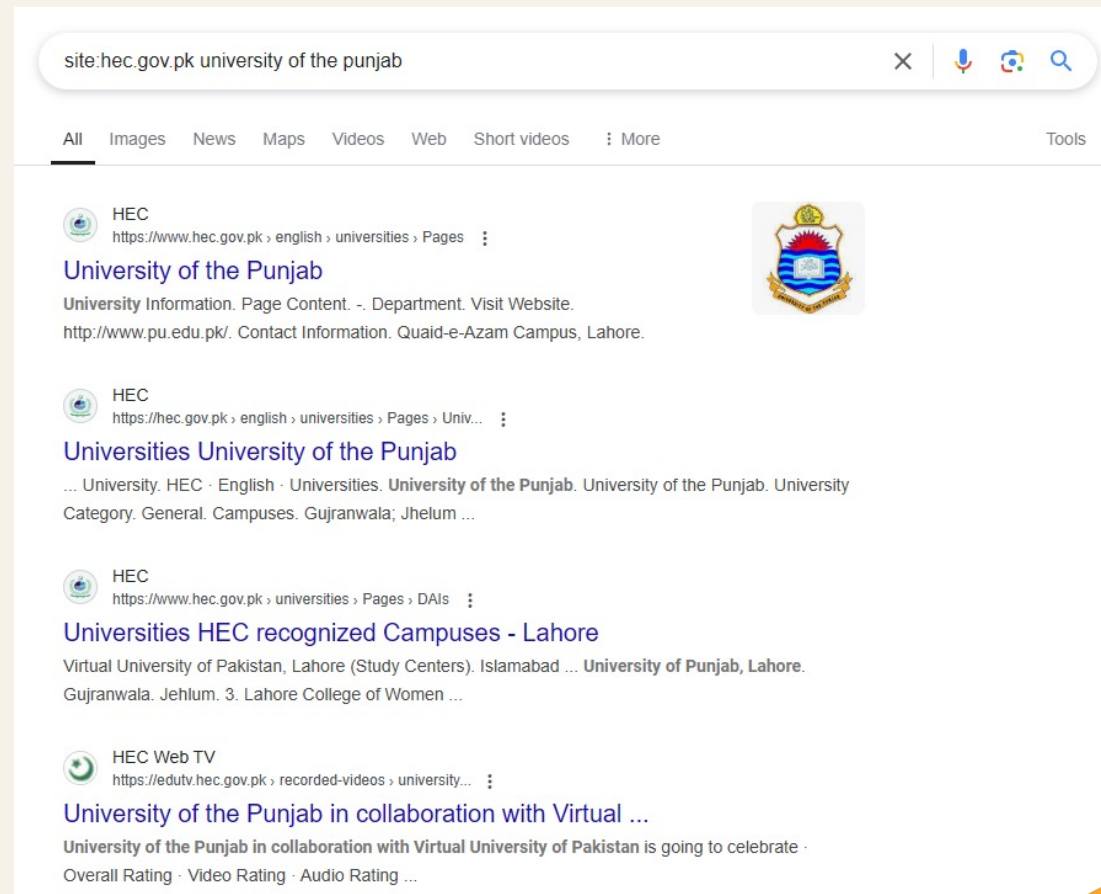 site:hec.gov.pk university of the punjab
All Images News Maps Videos Web Short videos More Tools
HEC
https://www.hec.gov.pk › english › universities › Pages
University of the Punjab
University Information. Page Content. -. Department. Visit Website.
http://www.pu.edu.pk/. Contact Information. Quaid-e-Azam Campus, Lahore.
UNIVERSITY OF THE PUNJAB
HEC
https://hec.gov.pk › english › universities › Pages › Univ...
Universities University of the Punjab
... University. HEC · English · Universities. University of the Punjab. University of the Punjab. University
Category. General. Campuses. Gujranwala; Jhelum ...
HEC
https://www.hec.gov.pk › universities › Pages › DAIs
Universities HEC recognized Campuses - Lahore
Virtual University of Pakistan, Lahore (Study Centers). Islamabad ... University of Punjab, Lahore.
Gujranwala. Jehlum. 3. Lahore College of Women ...
HEC Web TV
https://edutv.hec.gov.pk › recorded-videos › university...
University of the Punjab in collaboration with Virtual ...
University of the Punjab in collaboration with Virtual University of Pakistan is going to celebrate ·
Overall Rating · Video Rating · Audio Rating ...